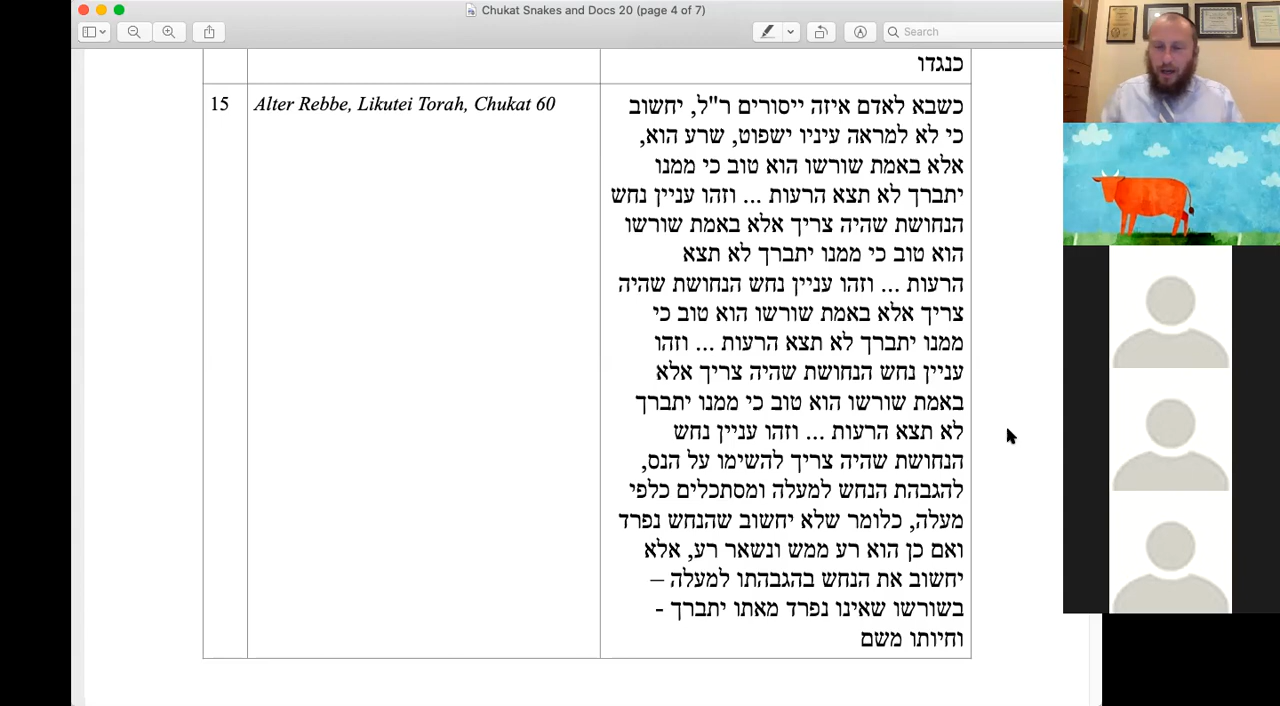 Chukat Snakes and Docs 20 (page 4 of 7)
Search
כנגדו
15
Alter Rebbe, Likutei Torah, Chukat 60
כשבא לאדם איזה ייסורים ר"ל, יחשוב
כי לא למראה עיניו ישפוט, שרע הוא,
אלא באמת שורשו הוא טוב כי ממנו
יתברך לא תצא הרעות ... וזהו עניין נחש
הנחושת שהיה צריך אלא באמת שורשו
הוא טוב כי ממנו יתברך לא תצא
הרעות ... וזהו עניין נחש הנחושת שהיה
צריך אלא באמת שורשו הוא טוב כי
ממנו יתברך לא תצא הרעות ... וזהו
עניין נחש הנחושת שהיה צריך אלא
באמת שורשו הוא טוב כי ממנו יתברך
לא תצא הרעות ... וזהו עניין נחש
הנחושת שהיה צריך להשימו על הנס,
להגבהת הנחש למעלה ומסתכלים כלפי
מעלה, כלומר שלא יחשוב שהנחש נפרד
ואם כן הוא רע ממש ונשאר רע, אלא
יחשוב את הנחש בהגבהתו למעלה –
בשורשו שאינו נפרד מאתו יתברך -
וחיותו משם